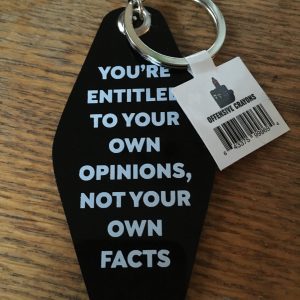 YOU'RE
ENTITLED
TO YOUR
OWN
OPINIONS,
NOT YOUR
OWN
FACTS
OFFENSIVE CRAYONS